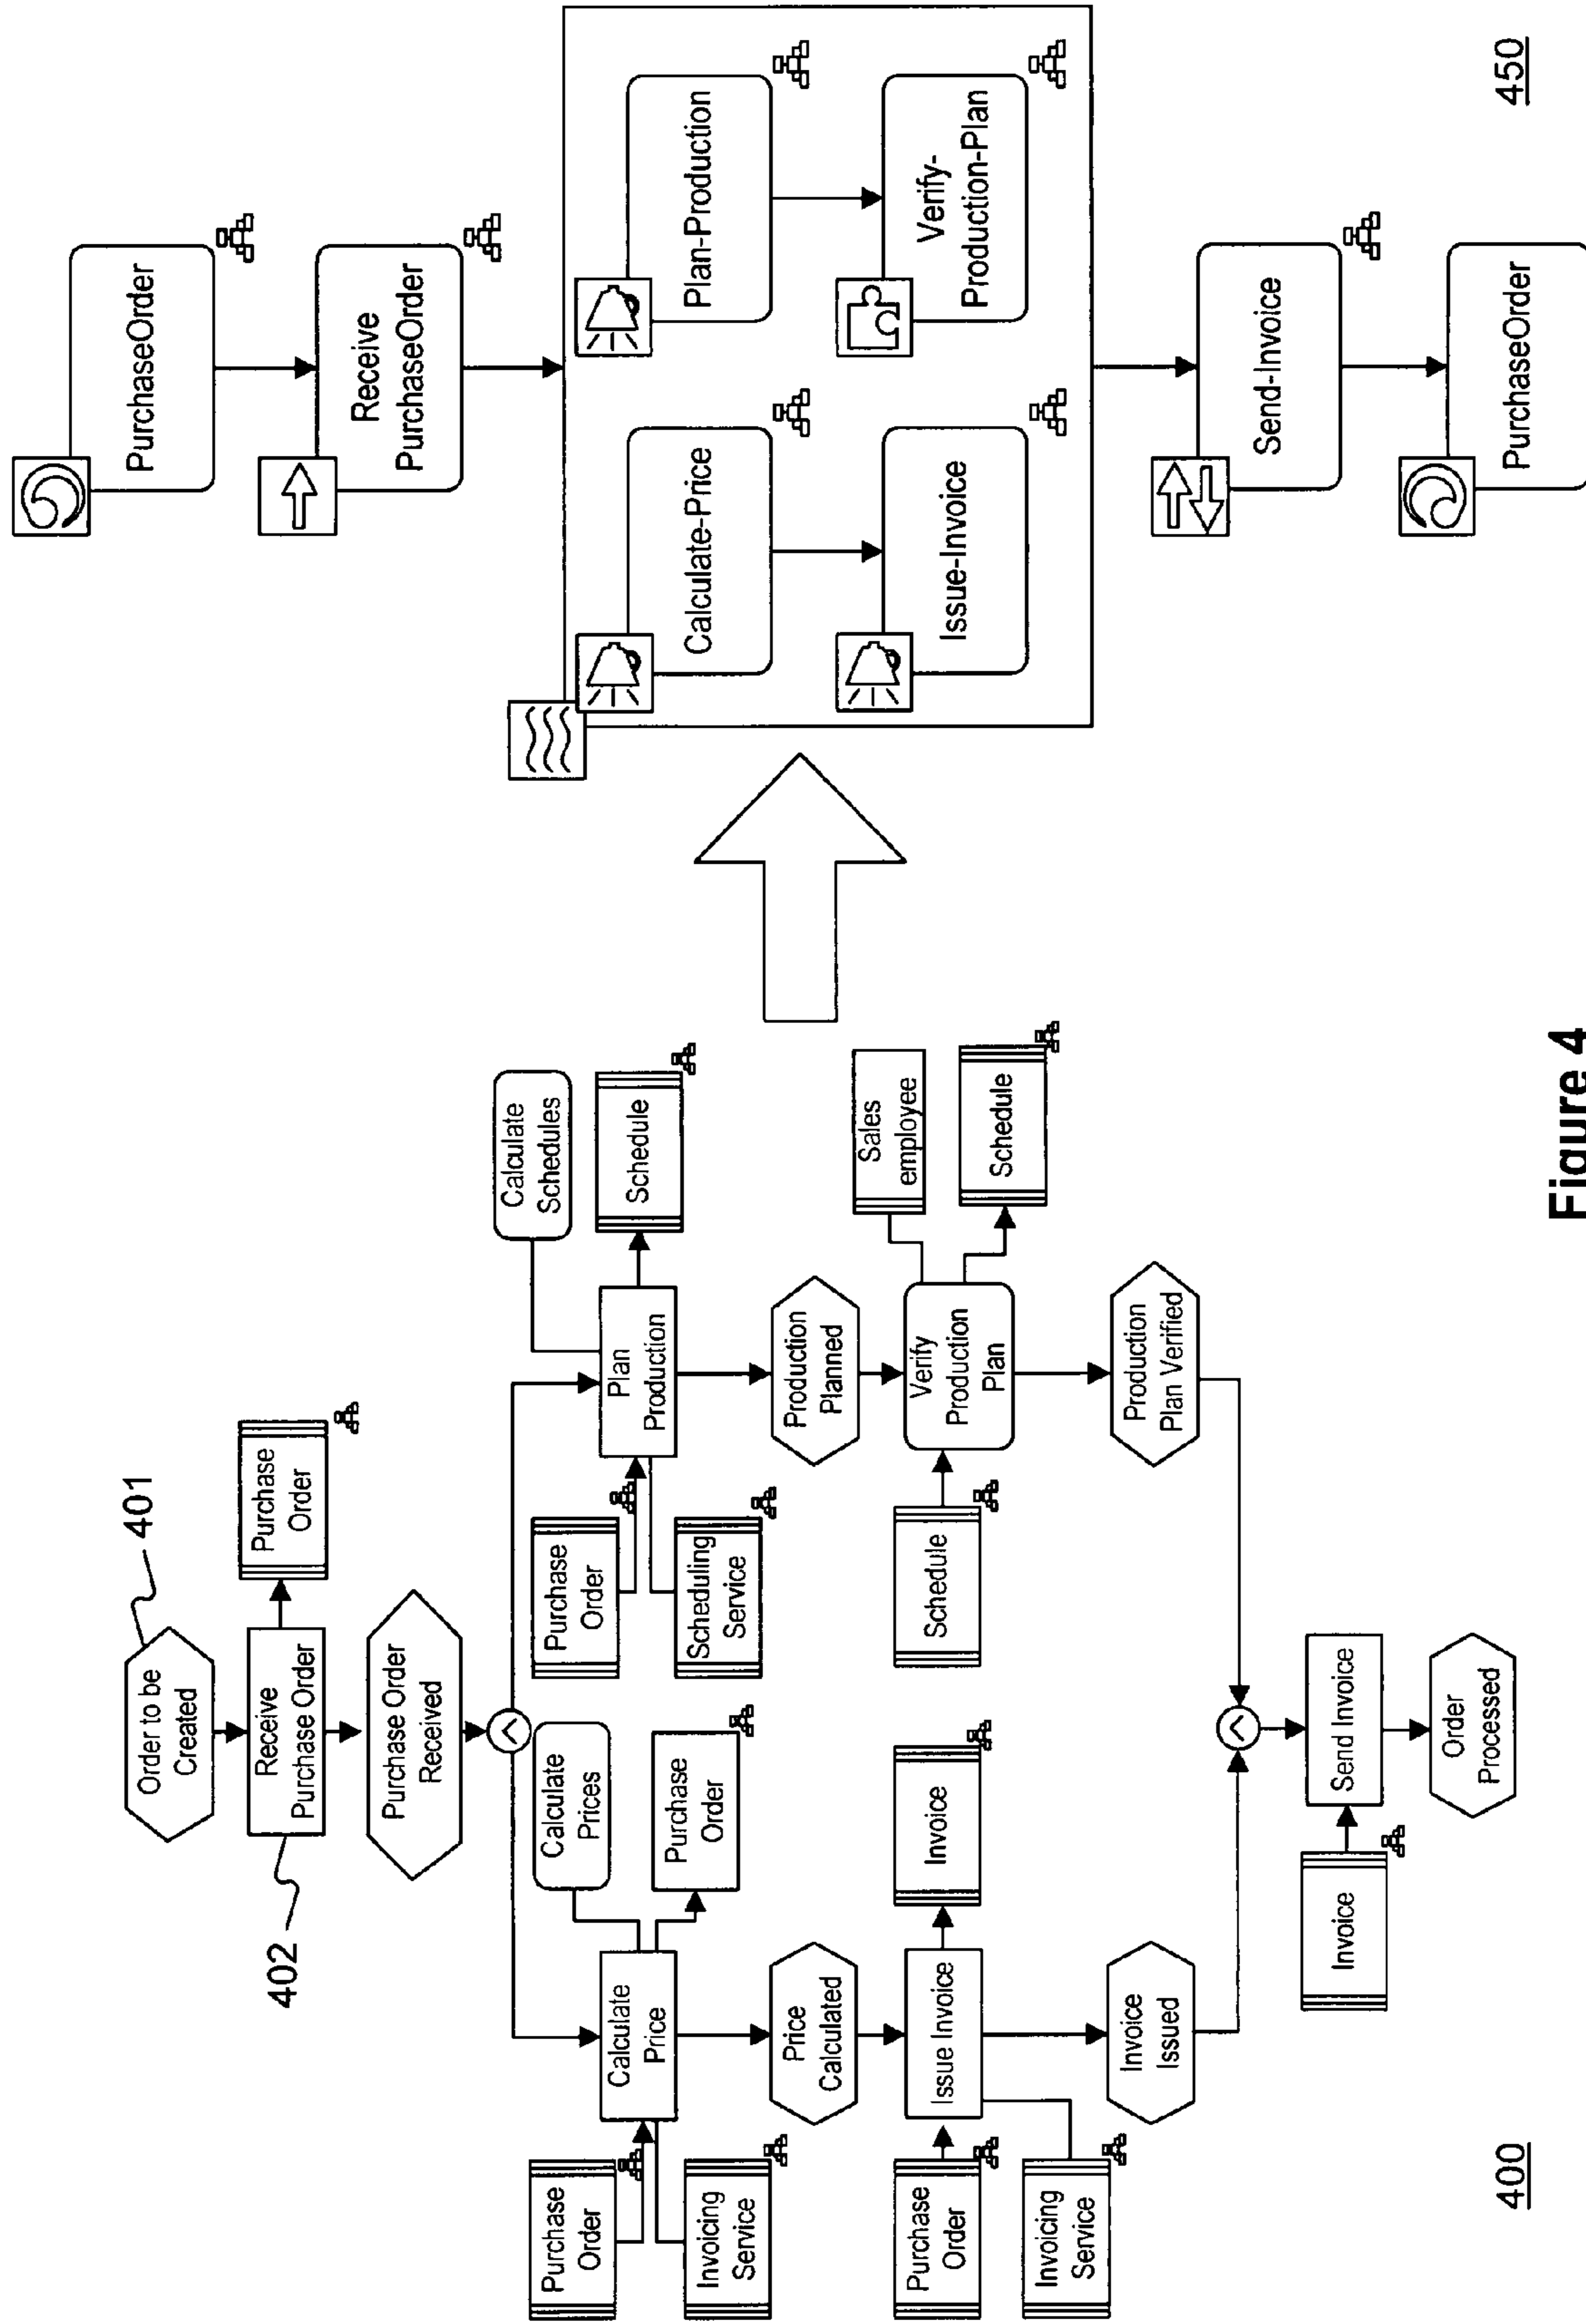 401
Order to be
Created
402
Receive
Purchase Order
Purchase
Order
Purchase Order
Received
Calculate
Prices
Purchase
Order
Purchase
Order
Invoicing
Service
Calculate
Price
Price
Calculated
Purchase
Order
Invoicing
Service
Issue Invoice
Invoice
Invoice
Issued
Calculate
Schedules
Purchase
Order
Scheduling
Service
Plan
Production
Schedule
Production
Planned
Sales
employee
Schedule
Verify
Production
Plan
Schedule
Production
Plan Verified
Invoice
Send Invoice
Order
Processed
400
PurchaseOrder
Receive
PurchaseOrder
Calculate-Price
Plan-Production
Issue-Invoice
Verify-
Production-Plan
Send-Invoice
PurchaseOrder
450
Figure 4